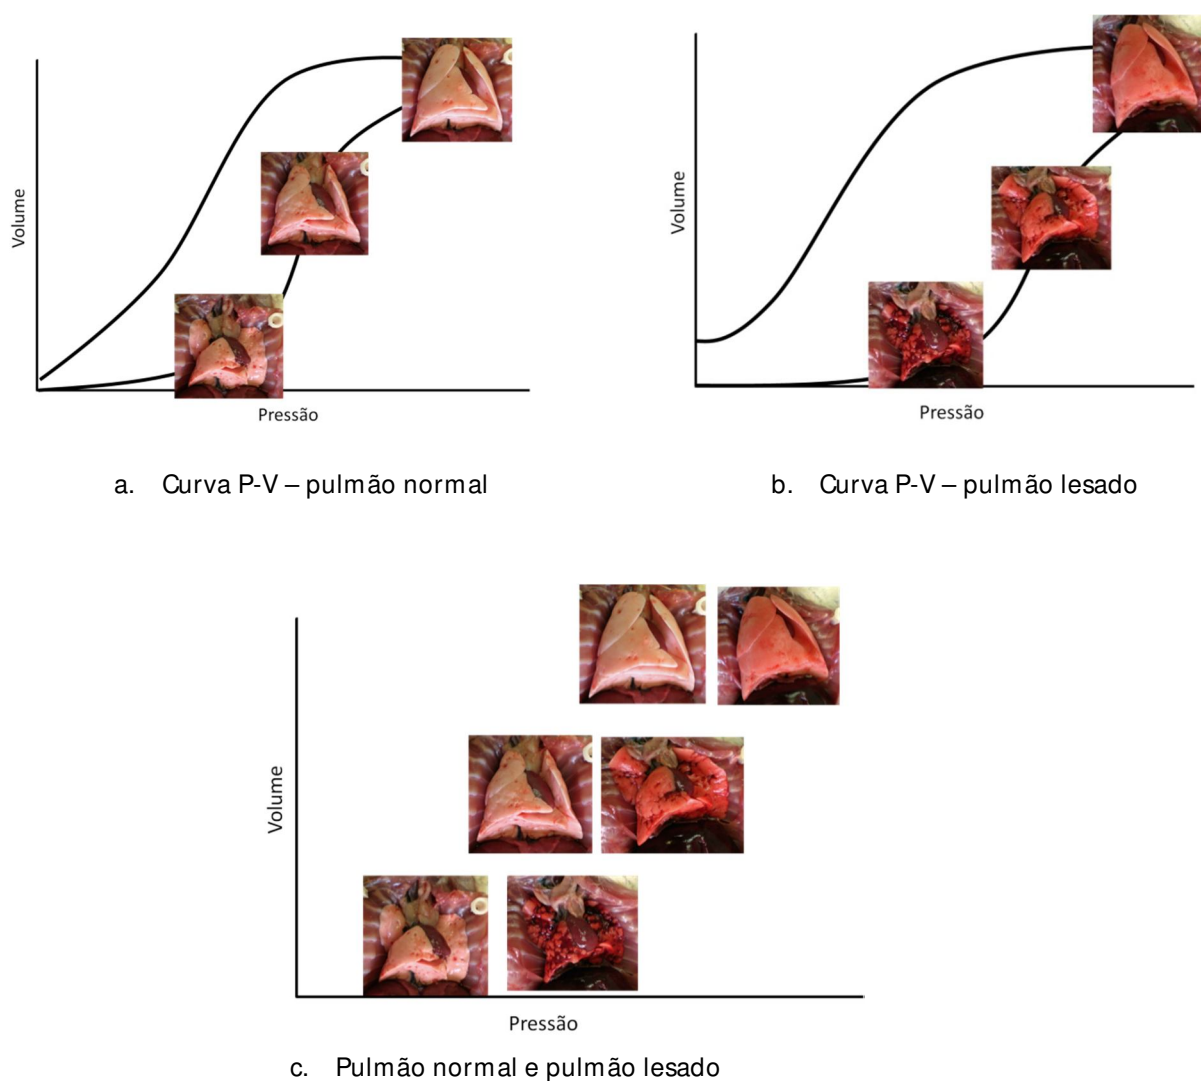 Volume
Pressão
a. Curva P-V – pulmão normal
Volume
Pressão
b. Curva P-V – pulmão lesado
Volume
Pressão
c. Pulmão normal e pulmão lesado